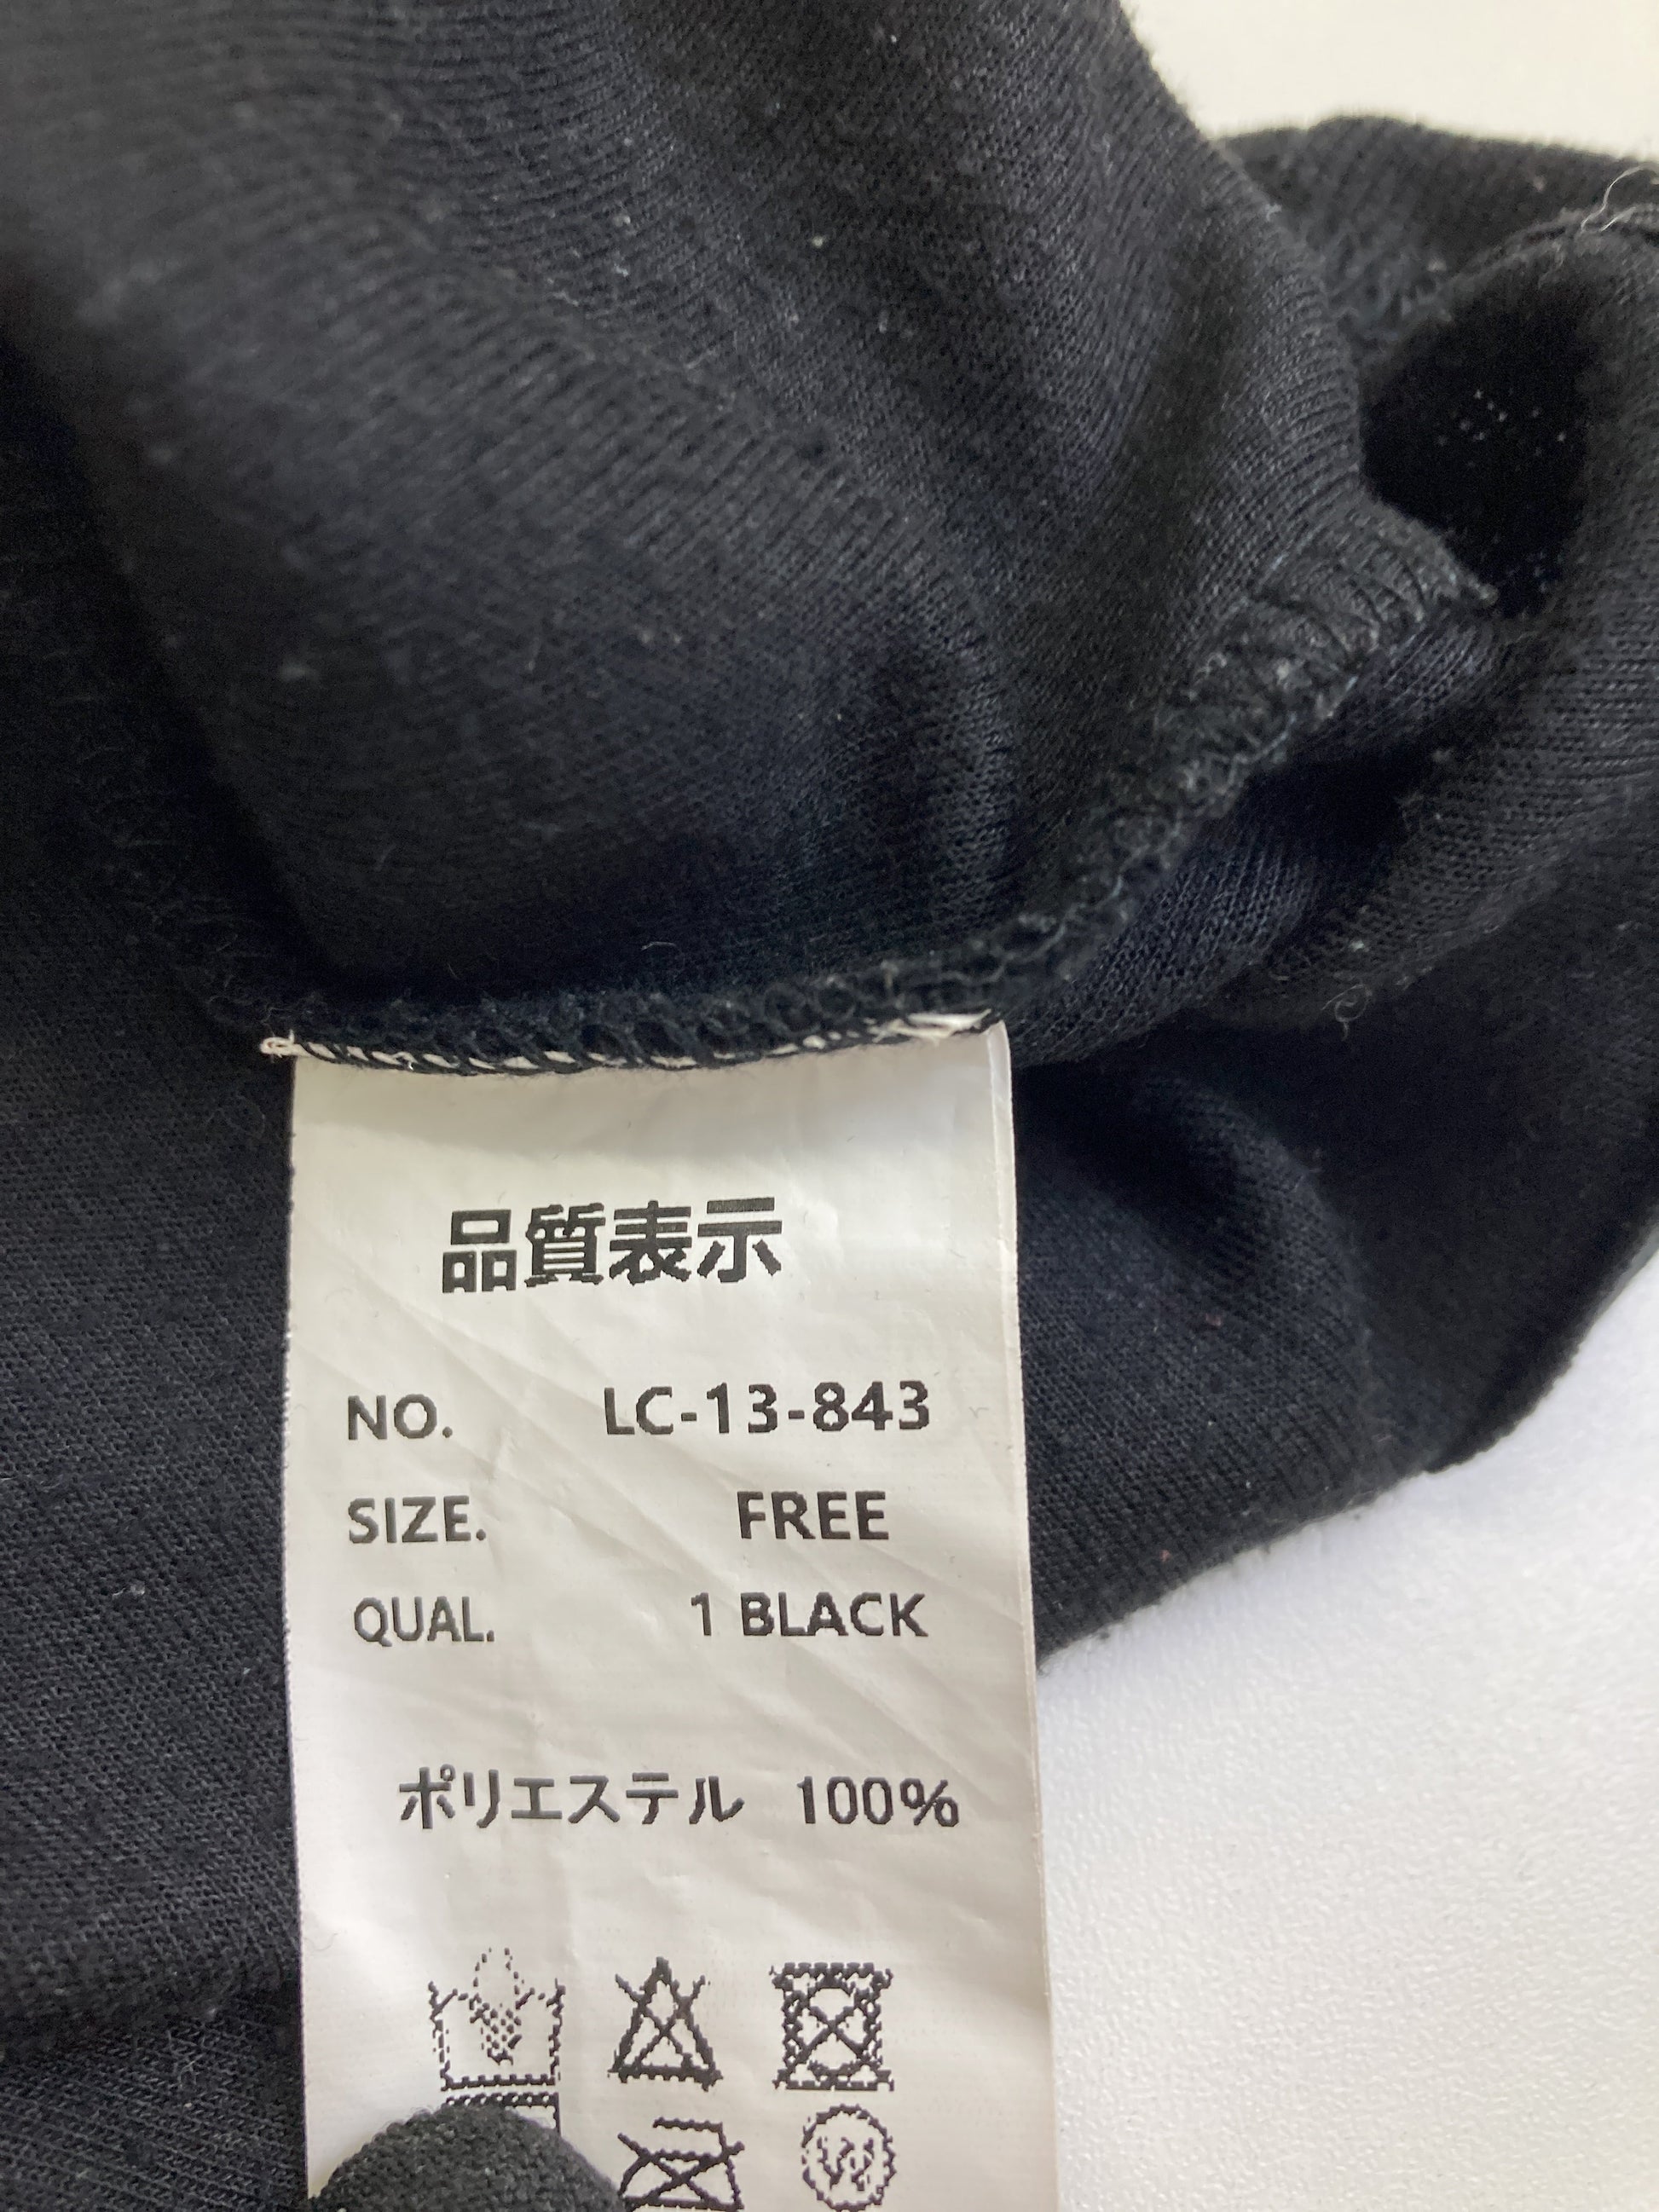 品質表示
NO. LC-13-843
SIZE. FREE
QUAL. 1 BLACK
ポリエステル 100%
W